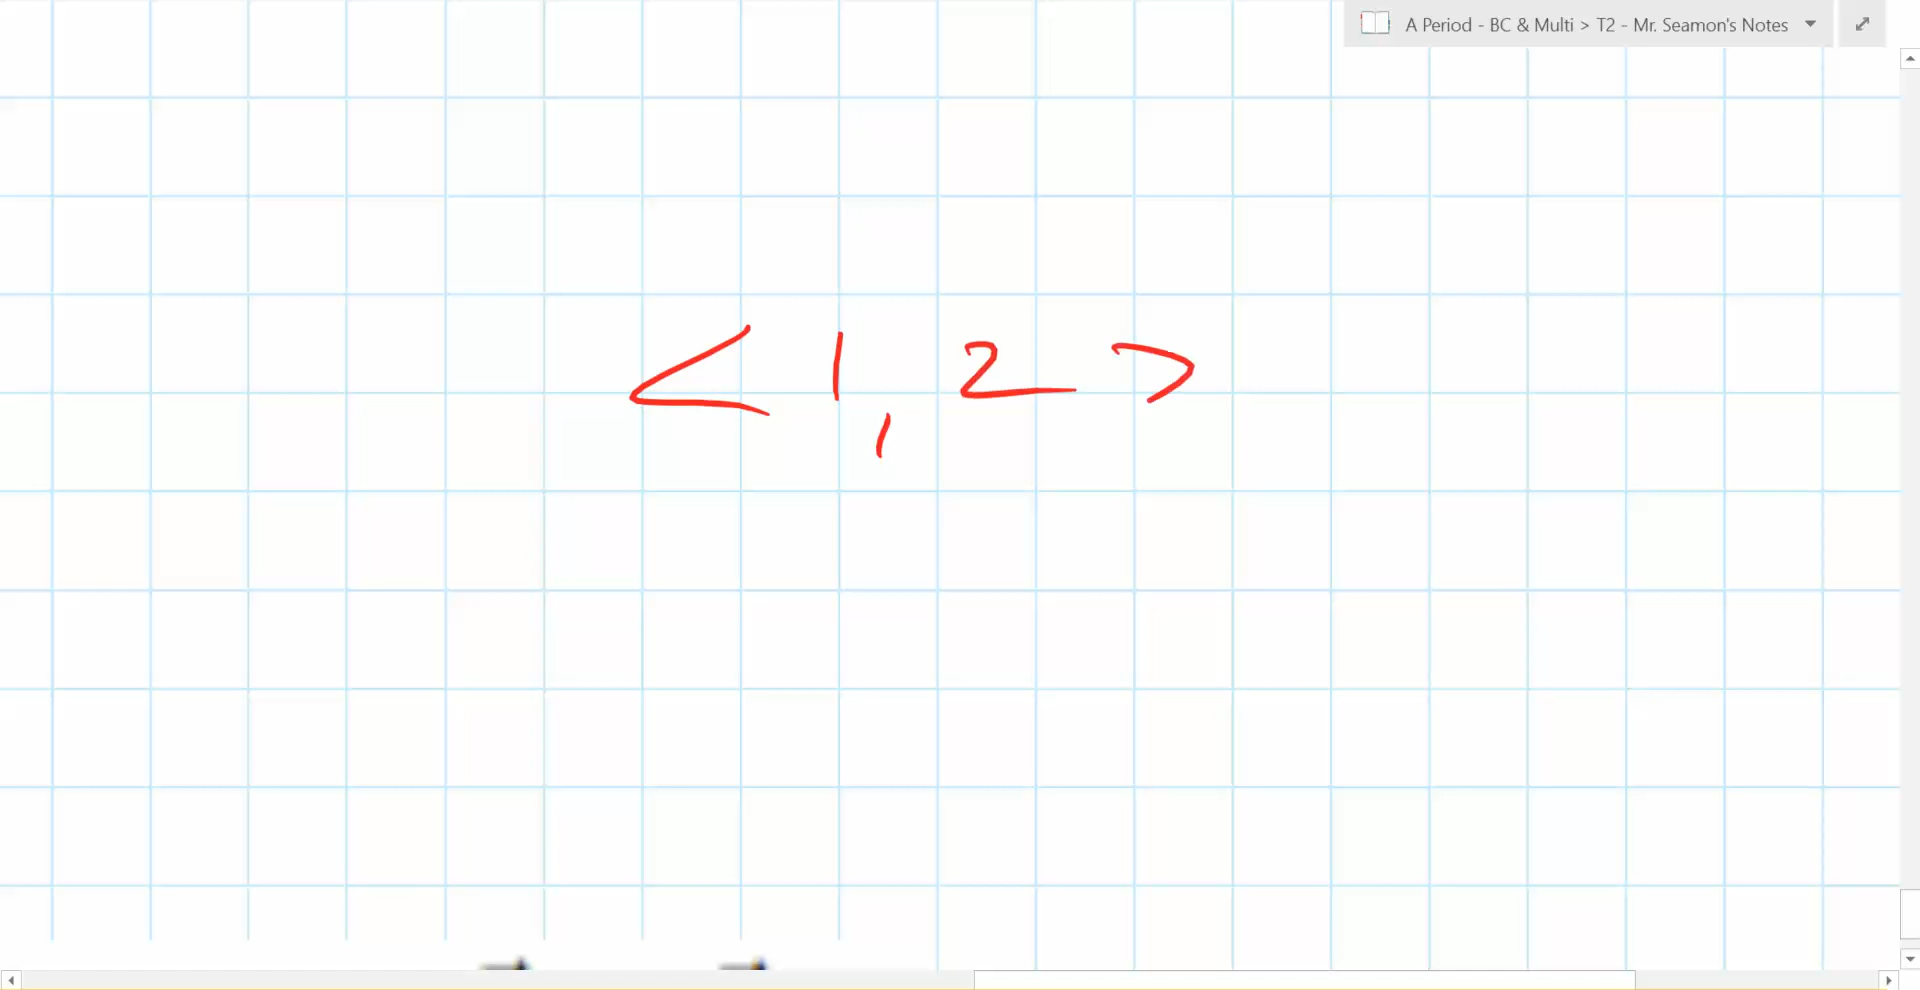 A Period - BC & Multi > T2 - Mr. Seamon's Notes
< 1, 2 >